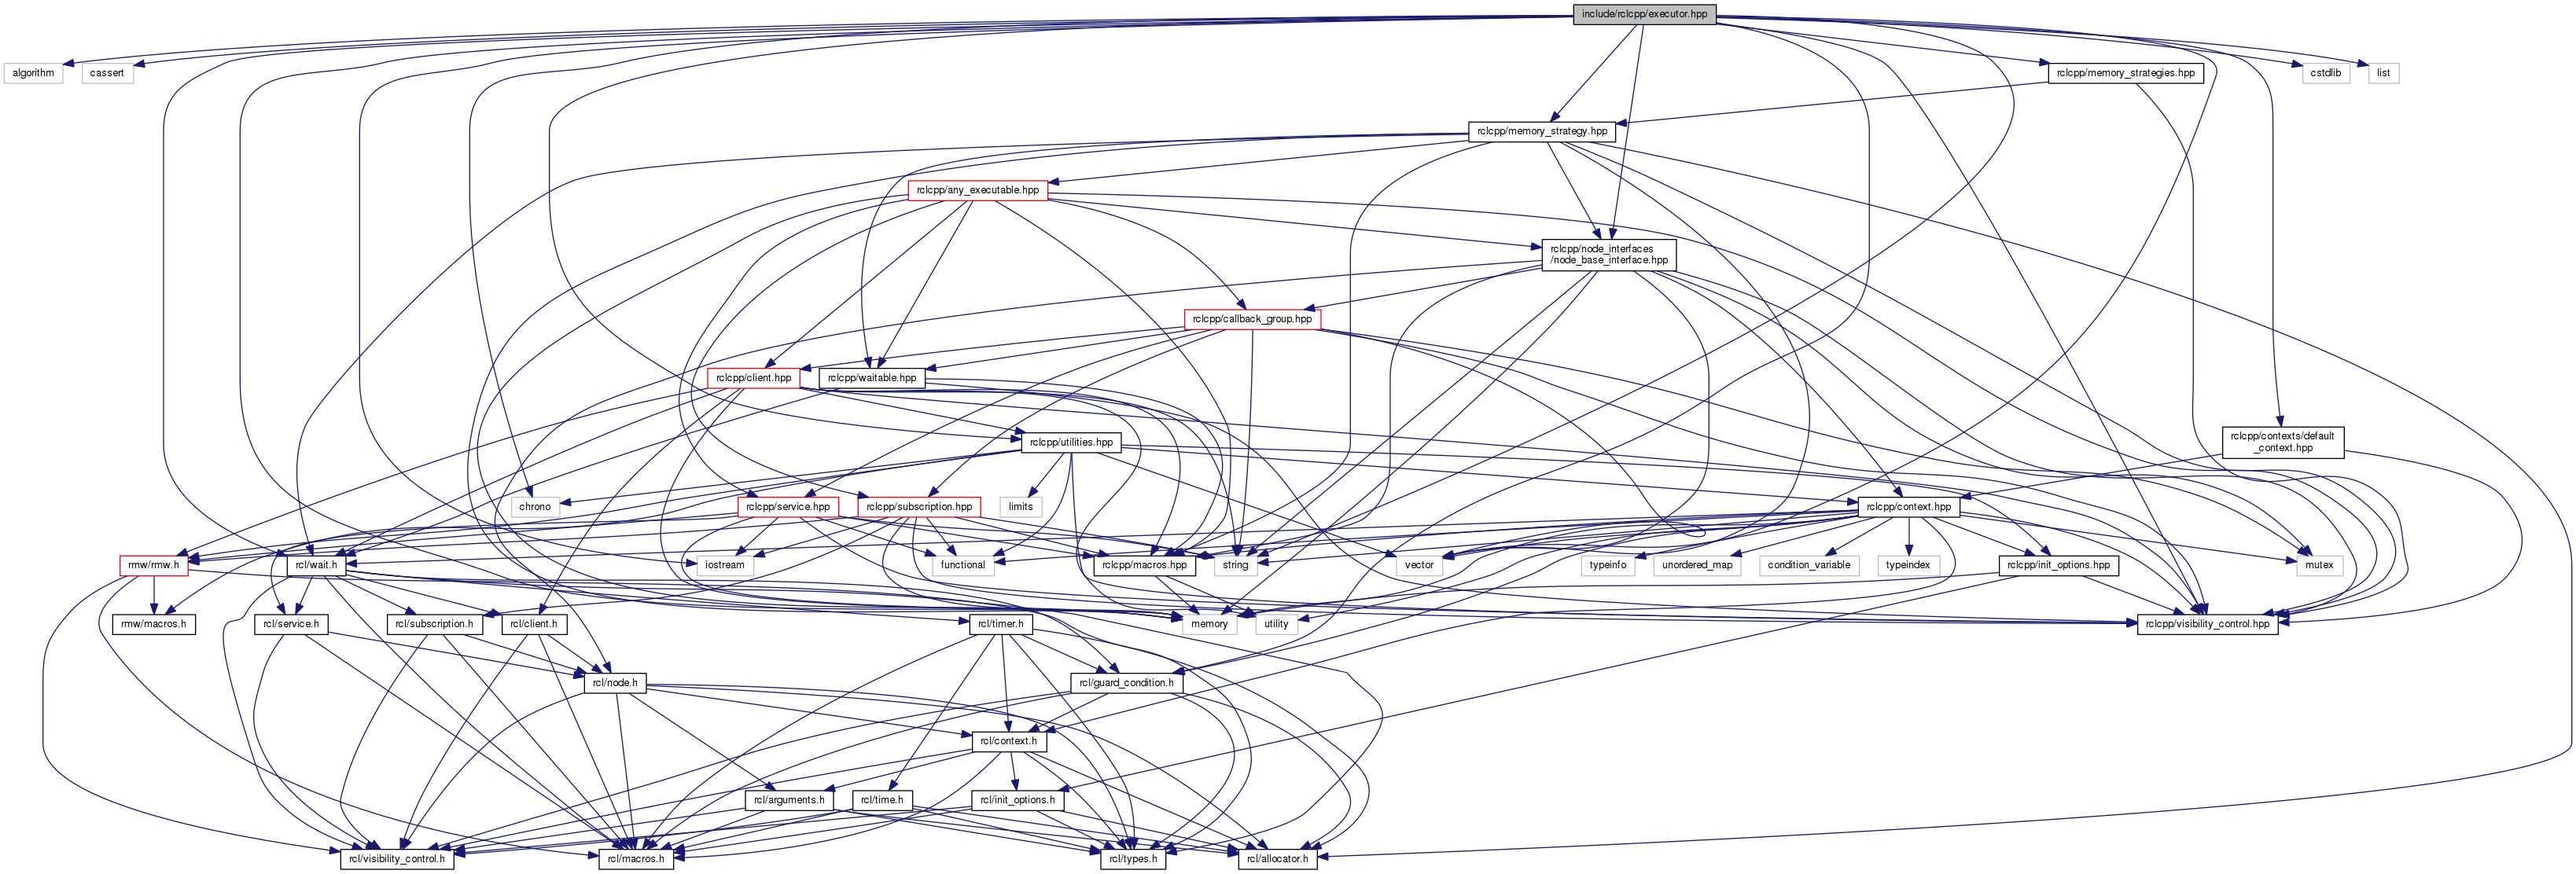 include/rclcpp/executor.hpp
algorithm
cassert
rclcpp/memory_strategies.hpp
cstdlib
list
rclcpp/memory_strategy.hpp
rclcpp/any_executable.hpp
rclcpp/node_interfaces
/node_base_interface.hpp
rclcpp/callback_group.hpp
rclcpp/client.hpp
rclcpp/waitable.hpp
rclcpp/utilities.hpp
rclcpp/contexts/default
_context.hpp
chrono
rclcpp/service.hpp
rclcpp/subscription.hpp
limits
rclcpp/context.hpp
rmw/rmw.h
rcl/wait.h
iostream
functional
rclcpp/macros.hpp
string
vector
typeinfo
unordered_map
condition_variable
typeindex
rclcpp/init_options.hpp
mutex
rmw/macros.h
rcl/service.h
rcl/subscription.h
rcl/client.h
rcl/timer.h
memory
utility
rclcpp/visibility_control.hpp
rcl/node.h
rcl/guard_condition.h
rcl/context.h
rcl/arguments.h
rcl/time.h
rcl/init_options.h
rcl/visibility_control.h
rcl/macros.h
rcl/types.h
rcl/allocator.h